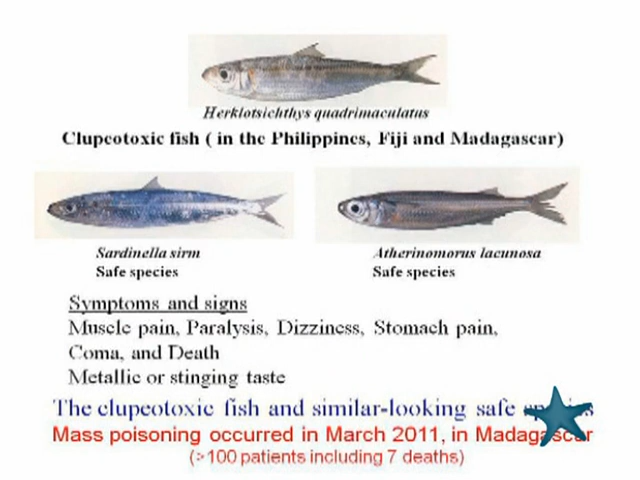 Herklotsichthys quadrimaculatus
Clupeotoxic fish ( in the Philippines, Fiji and Madagascar)
Sardinella sirm
Safe species
Atherinomorus lacunosa
Safe species
Symptoms and signs
Muscle pain, Paralysis, Dizziness, Stomach pain,
Coma, and Death
Metallic or stinging taste
The clupeotoxic fish and similar-looking safe species
Mass poisoning occurred in March 2011, in Madagascar
(>100 patients including 7 deaths)